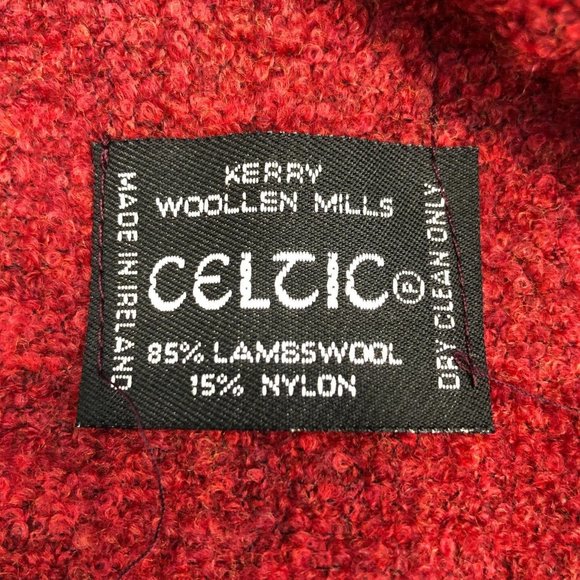 KERRY
WOOLLEN MILLS
CELTIC Ⓟ
85% LAMBSWOOL
15% NYLON
MADE IN IRELAND
DRY CLEAN ONLY